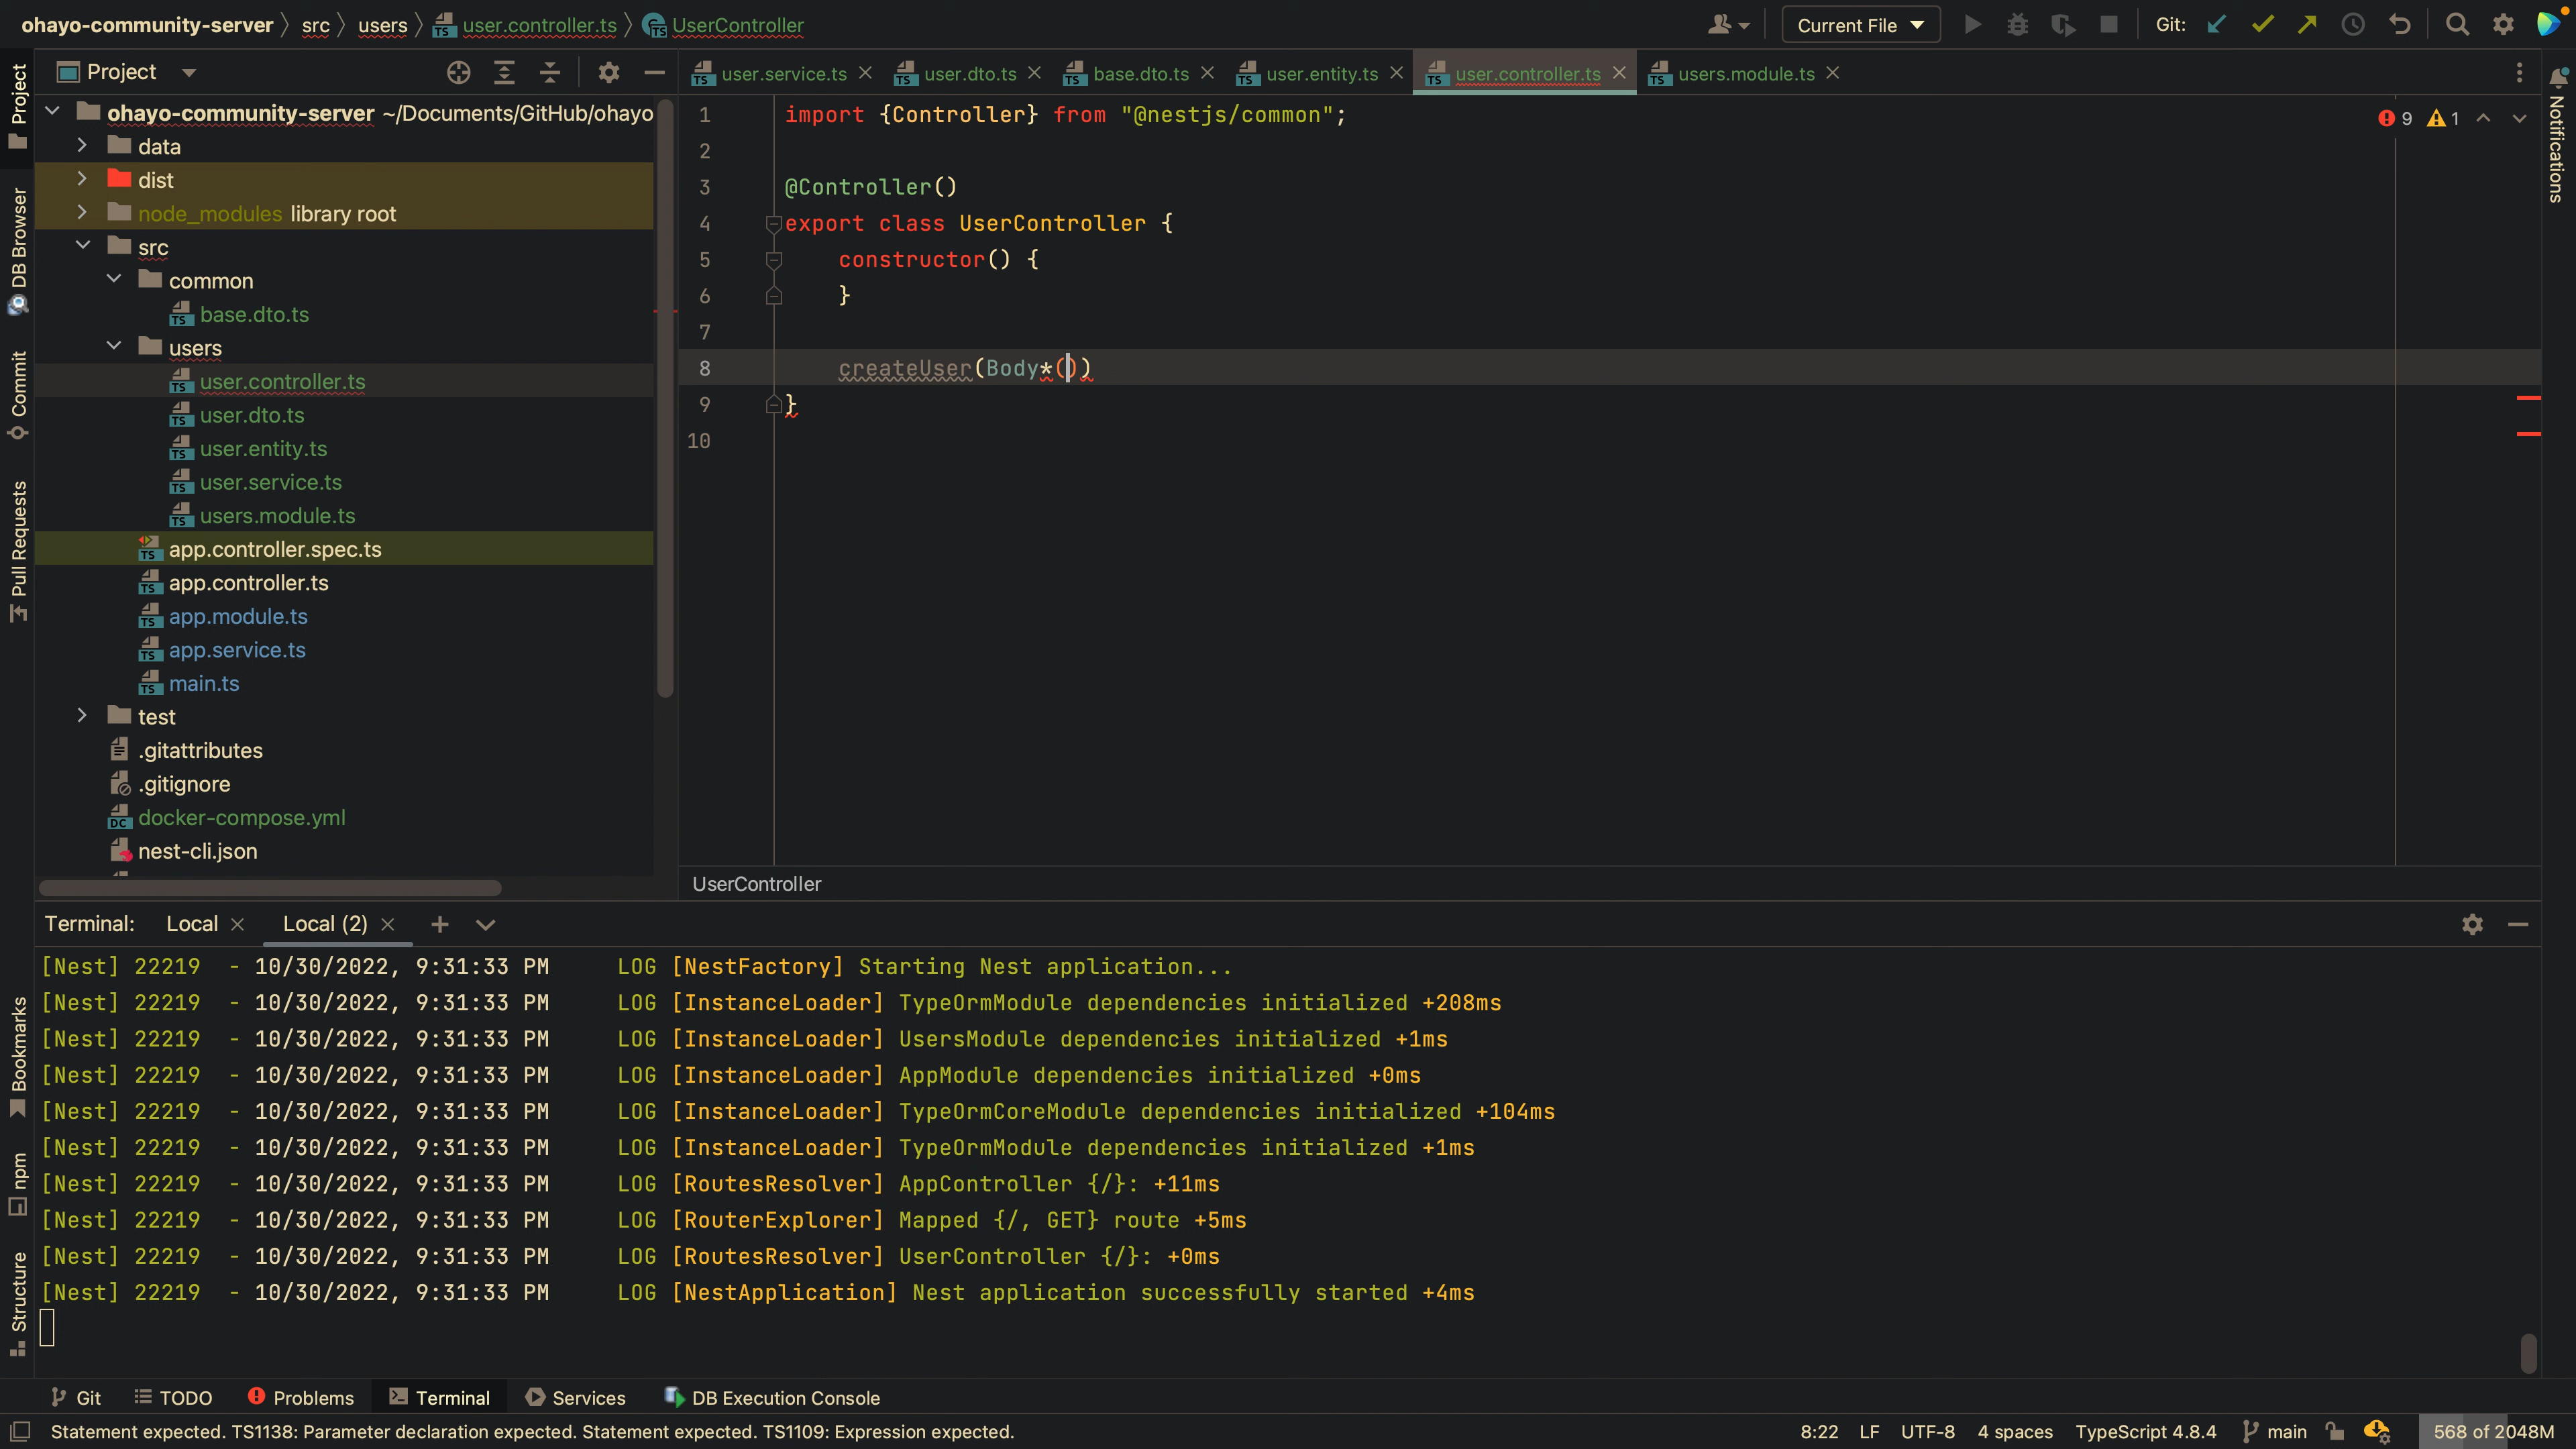 ohayo-community-server 〉 src 〉 users 〉 user.controller.ts 〉 UserController
Current File
Git:
Project
user.service.ts
user.dto.ts
base.dto.ts
user.entity.ts
user.controller.ts
users.module.ts
Project
DB Browser
Commit
Pull Requests
Bookmarks
npm
Structure
Notifications
ohayo-community-server ~/Documents/GitHub/ohayo
data
dist
node_modules library root
src
common
TS base.dto.ts
users
TS user.controller.ts
TS user.dto.ts
TS user.entity.ts
TS user.service.ts
TS users.module.ts
TS app.controller.spec.ts
TS app.controller.ts
TS app.module.ts
TS app.service.ts
TS main.ts
test
.gitattributes
.gitignore
DC docker-compose.yml
nest-cli.json
9 1
1 import {Controller} from "@nestjs/common";
2
3 @Controller()
4 export class UserController {
5 constructor() {
6 }
7
8 createUser(Body*())
9 }
10
UserController
Terminal: Local Local (2)
[Nest] 22219 - 10/30/2022, 9:31:33 PM LOG [NestFactory] Starting Nest application...
[Nest] 22219 - 10/30/2022, 9:31:33 PM LOG [InstanceLoader] TypeOrmModule dependencies initialized +208ms
[Nest] 22219 - 10/30/2022, 9:31:33 PM LOG [InstanceLoader] UsersModule dependencies initialized +1ms
[Nest] 22219 - 10/30/2022, 9:31:33 PM LOG [InstanceLoader] AppModule dependencies initialized +0ms
[Nest] 22219 - 10/30/2022, 9:31:33 PM LOG [InstanceLoader] TypeOrmCoreModule dependencies initialized +104ms
[Nest] 22219 - 10/30/2022, 9:31:33 PM LOG [InstanceLoader] TypeOrmModule dependencies initialized +1ms
[Nest] 22219 - 10/30/2022, 9:31:33 PM LOG [RoutesResolver] AppController {/}: +11ms
[Nest] 22219 - 10/30/2022, 9:31:33 PM LOG [RouterExplorer] Mapped {/, GET} route +5ms
[Nest] 22219 - 10/30/2022, 9:31:33 PM LOG [RoutesResolver] UserController {/}: +0ms
[Nest] 22219 - 10/30/2022, 9:31:33 PM LOG [NestApplication] Nest application successfully started +4ms
Git TODO Problems Terminal Services DB Execution Console
Statement expected. TS1138: Parameter declaration expected. Statement expected. TS1109: Expression expected.
8:22 LF UTF-8 4 spaces TypeScript 4.8.4 main 568 of 2048M